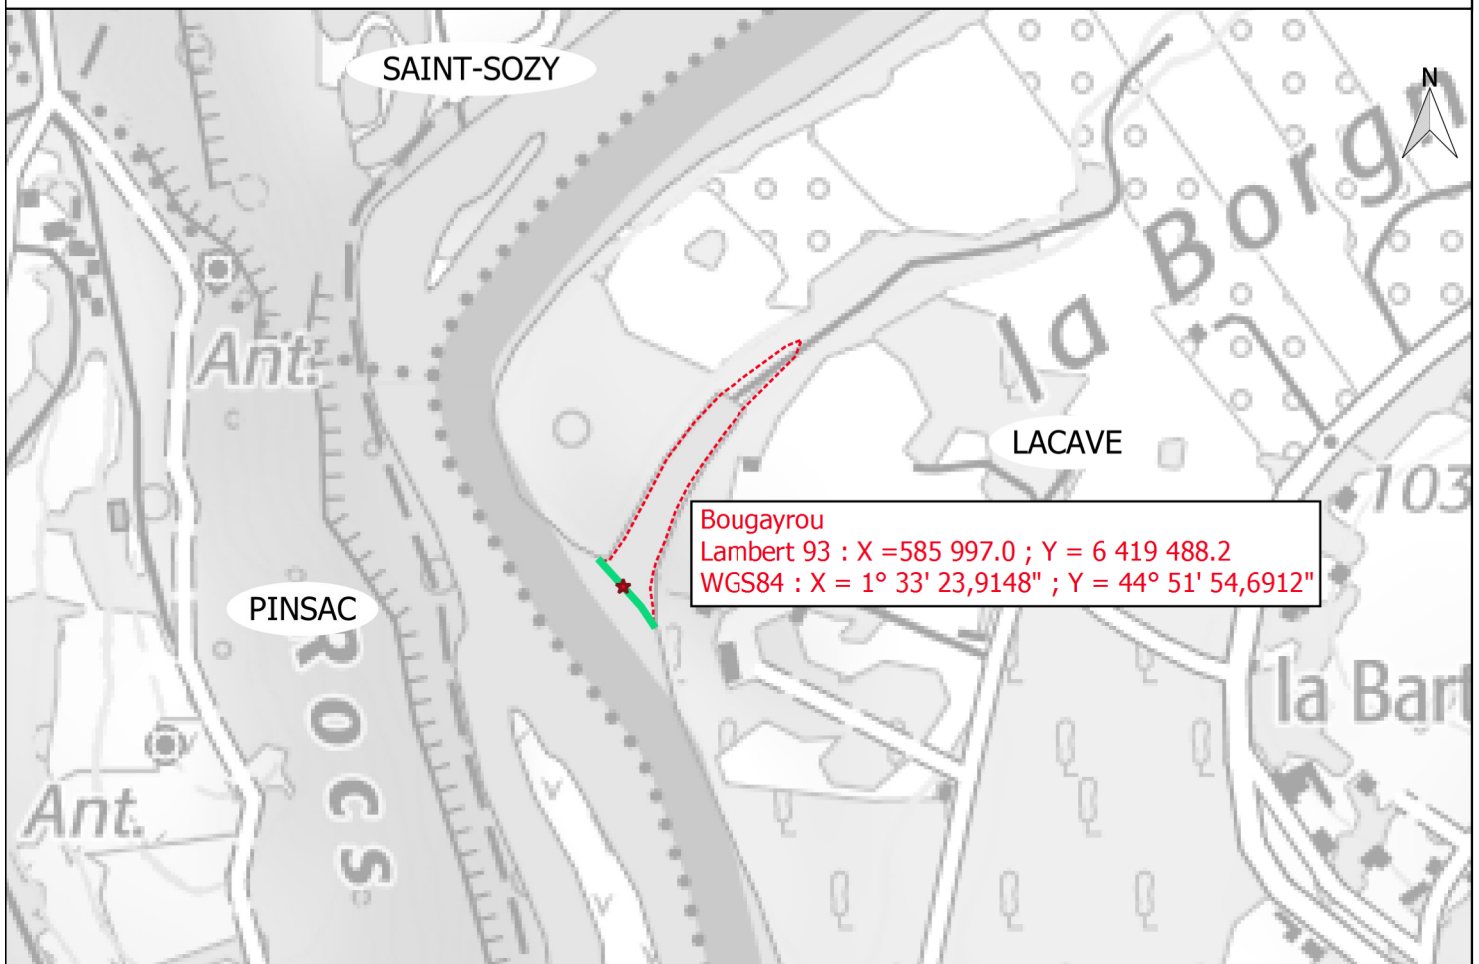 SAINT-SOZY
N
la Borgn
Ant.
LACAVE
103
Bougayrou
Lambert 93 : X =585 997.0 ; Y = 6 419 488.2
WGS84 : X = 1° 33' 23,9148" ; Y = 44° 51' 54,6912"
PINSAC
ROCS
la Bart
Ant.